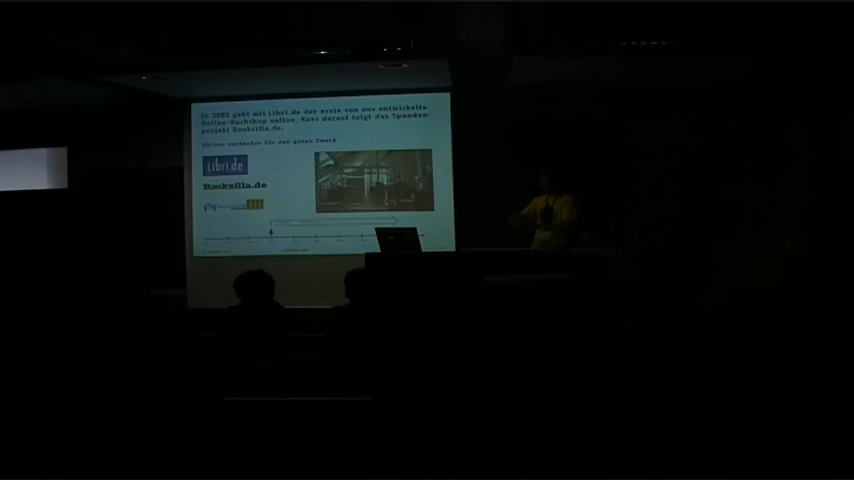 In 2002 geht mit Libri.de der erste von uns entwickelte
Online-Buchshop online. Kurz darauf folgt das Spenden-
projekt Bookzilla.de.
Bücher verkaufen für den guten Zweck
Libri.de
Bookzilla.de